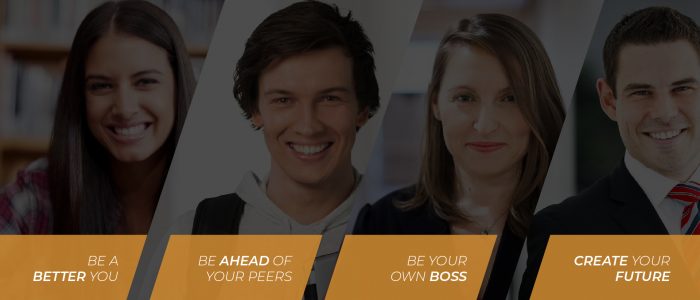 BE A
BETTER YOU
BE AHEAD OF
YOUR PEERS
BE YOUR
OWN BOSS
CREATE YOUR
FUTURE